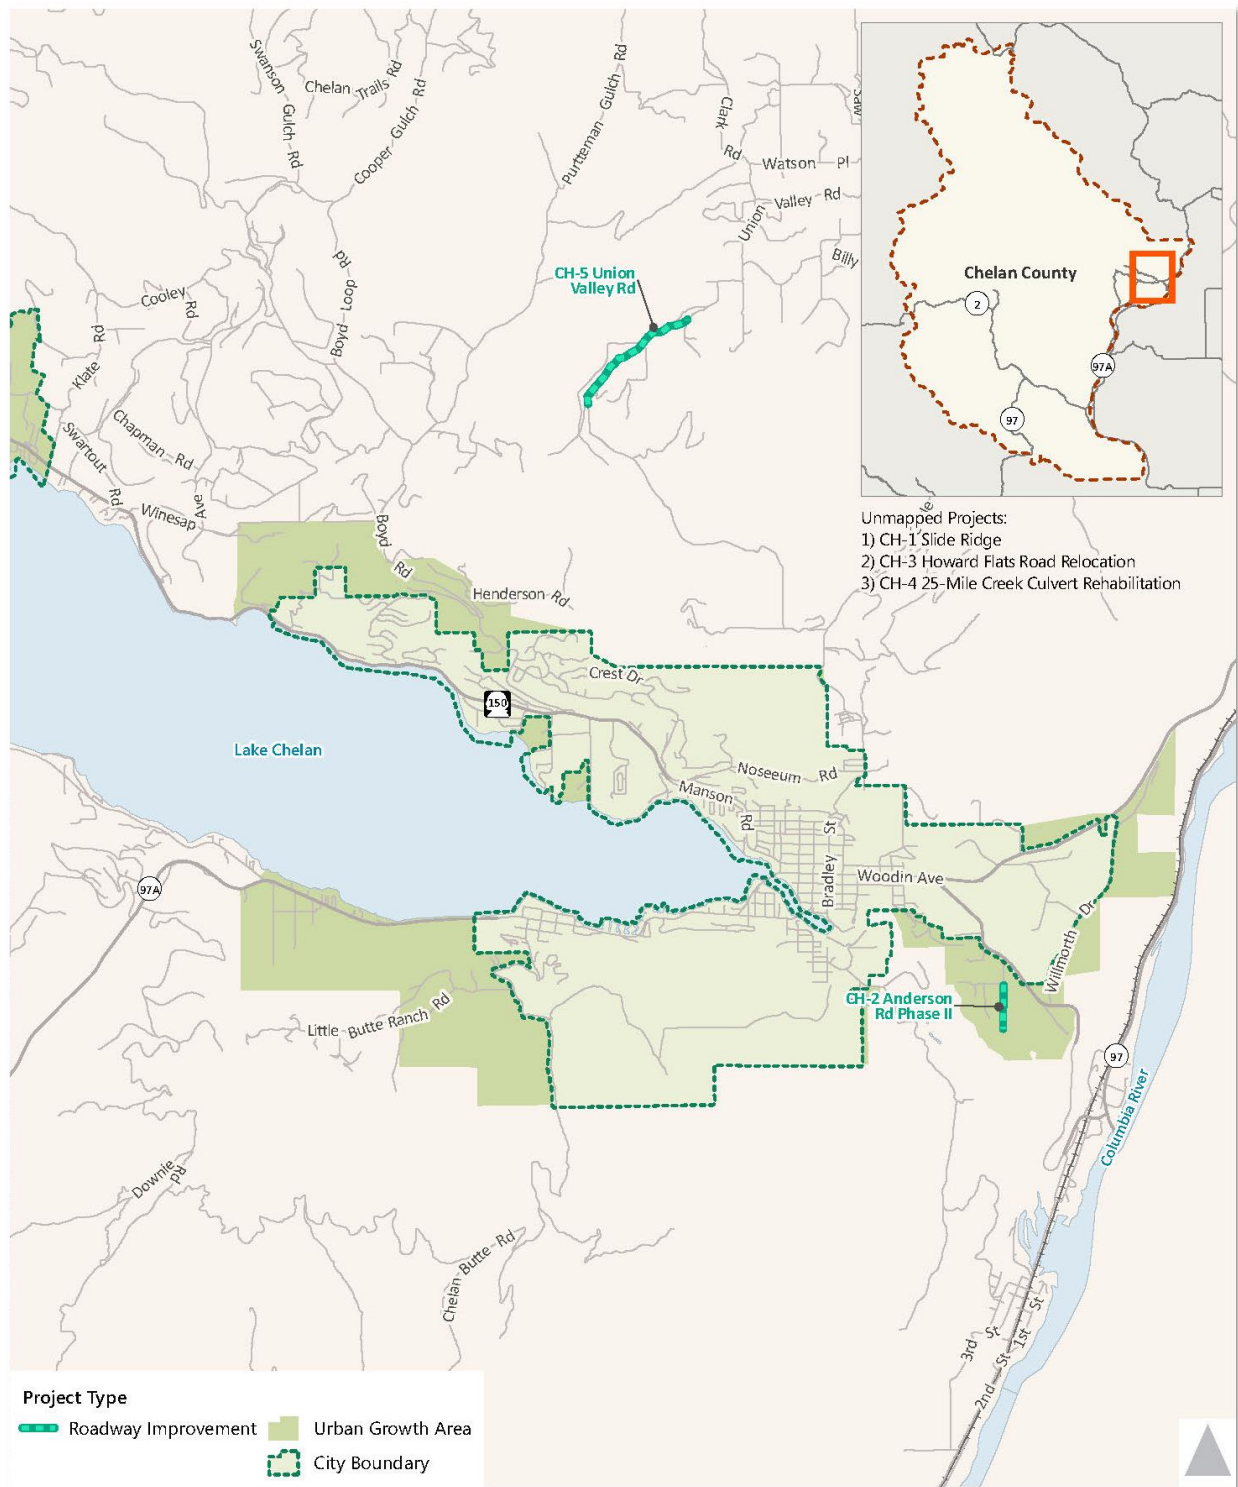 Swanson Gulch Rd
Chelan Trails Rd
Cooper Gulch Rd
Purtteman Gulch Rd
Clark Rd
Watson Pl
Union Valley Rd
Billy
Chelan County
2
97A
97
CH-5 Union
Valley Rd
Boyd Loop Rd
Cooley Rd
Klate Rd
Chapman Rd
Swartout Rd
Winesap Ave
Unmapped Projects:
1) CH-1 Slide Ridge
2) CH-3 Howard Flats Road Relocation
3) CH-4 25-Mile Creek Culvert Rehabilitation
Boyd Rd
Henderson Rd
Crest Dr
150
Lake Chelan
Noseeum Rd
Manson Rd
Bradley St
Woodin Ave
97A
Willmorth Dr
CH-2 Anderson
Rd Phase II
Little Butte Ranch Rd
97
Columbia River
Downie Rd
Chelan Butte Rd
3rd St
1st St
2nd St
Project Type
Roadway Improvement
Urban Growth Area
City Boundary